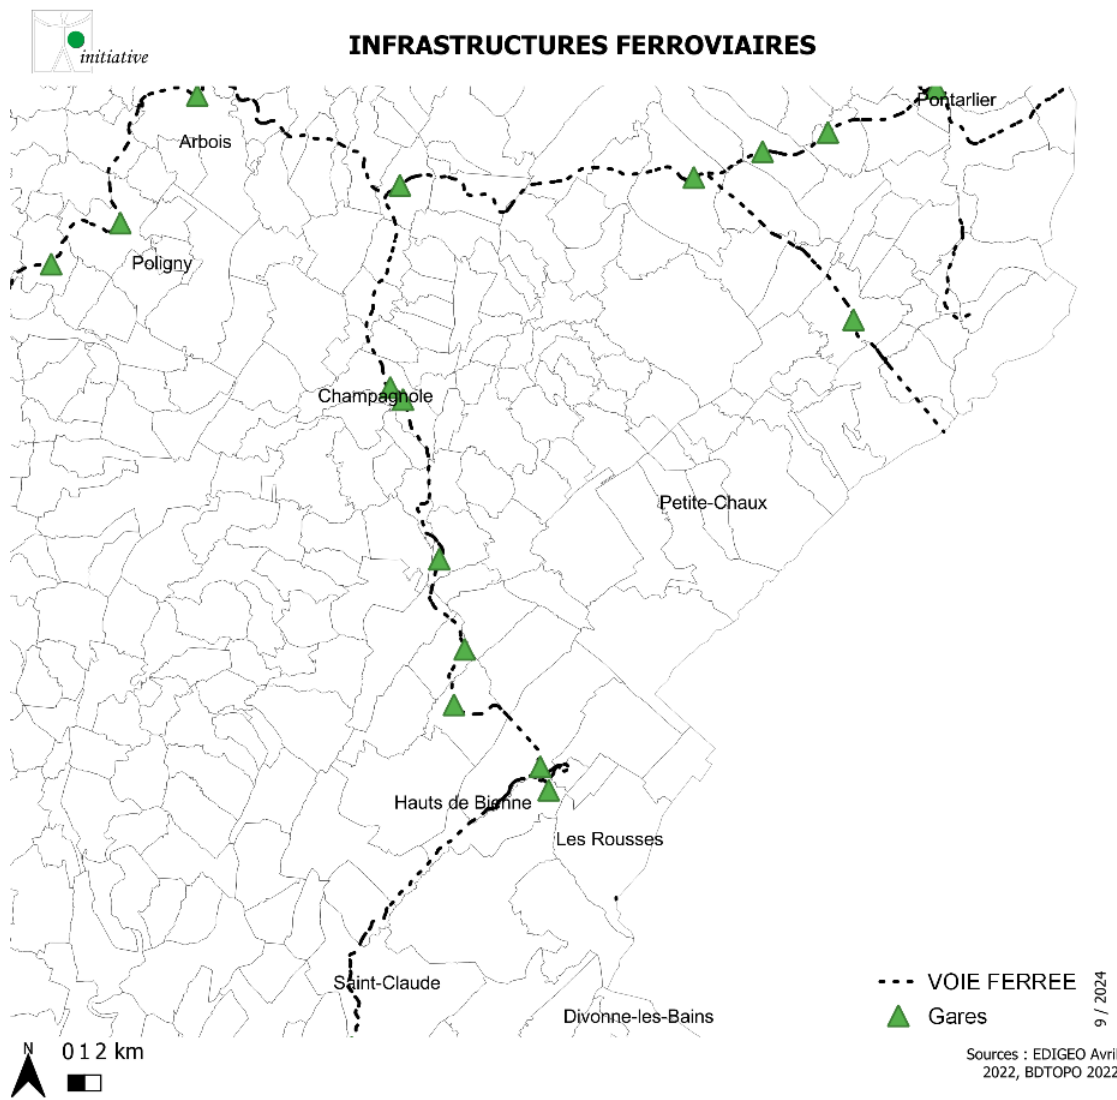 initiative
INFRASTRUCTURES FERROVIAIRES
Pontarlier
Arbois
Poligny
Champagnole
Petite-Chaux
Hauts de Bienne
Les Rousses
Saint-Claude
Divonne-les-Bains
VOIE FERREE
Gares
9 / 2024
N
0 1 2 km
Sources : EDIGEO Avril
2022, BDTOPO 2022